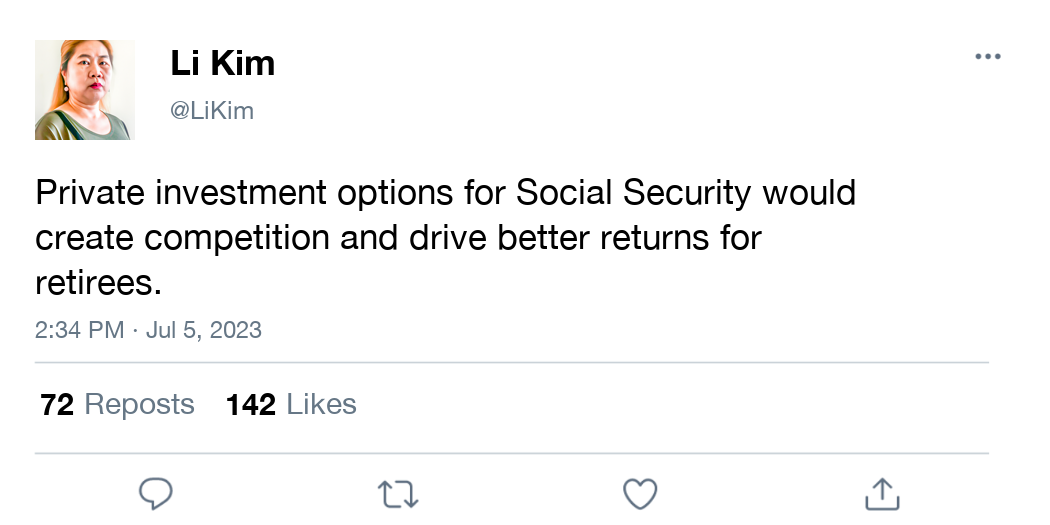 Li Kim
@LiKim
Private investment options for Social Security would
create competition and drive better returns for
retirees.
2:34 PM · Jul 5, 2023
72 Reposts 142 Likes